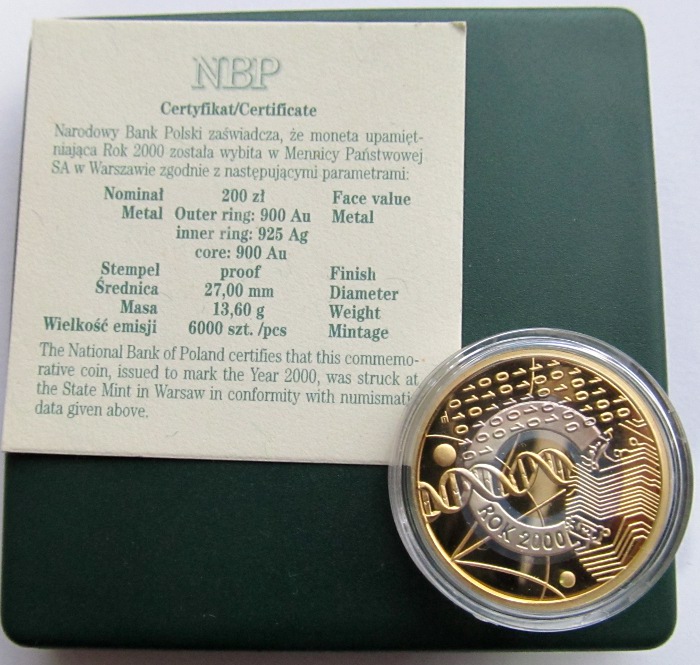 NBP
Certyfikat/Certificate
Narodowy Bank Polski zaświadcza, że moneta upamięt-
niająca Rok 2000 została wybita w Mennicy Państwowej
SA w Warszawie zgodnie z następującymi parametrami:
Nominał 200 zł Face value
Metal Outer ring: 900 Au Metal
inner ring: 925 Ag
core: 900 Au
Stempel proof Finish
Średnica 27,00 mm Diameter
Masa 13,60 g Weight
Wielkość emisji 6000 szt. /pcs Mintage
The National Bank of Poland certifies that this commemo-
rative coin, issued to mark the Year 2000, was struck at
the State Mint in Warsaw in conformity with numismati
data given above.
ROK 2000